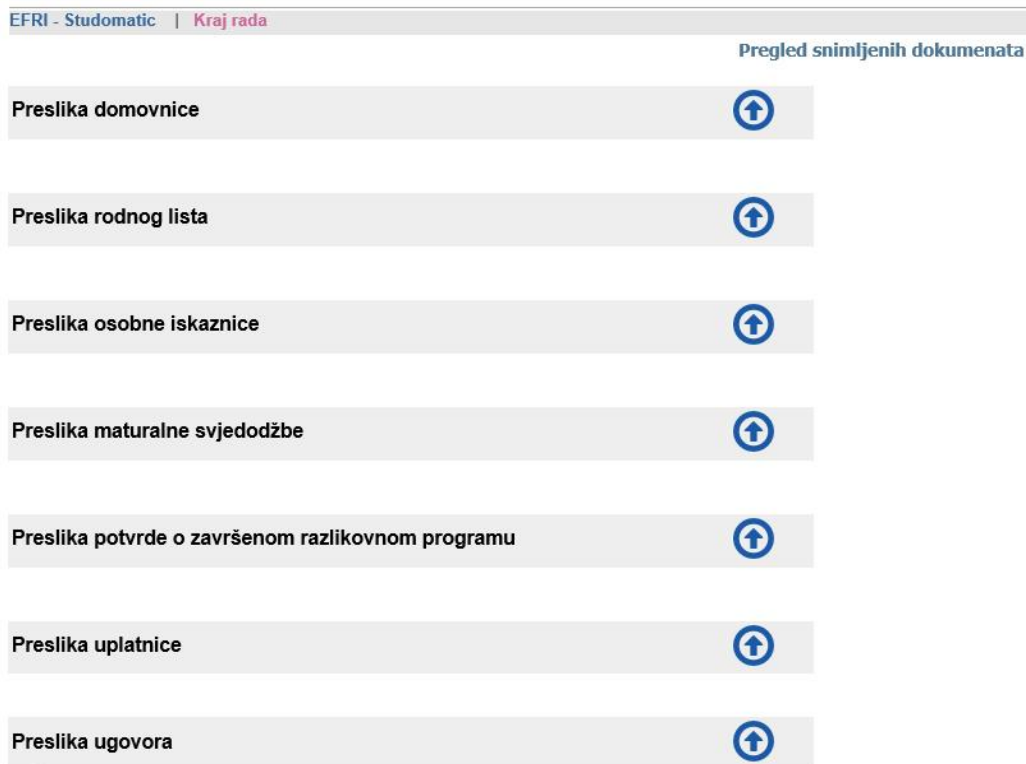 EFRI - Studomatic | Kraj rada
Pregled snimljenih dokumenata
Preslika domovnice
Preslika rodnog lista
Preslika osobne iskaznice
Preslika maturalne svjedodžbe
Preslika potvrde o završenom razlikovnom programu
Preslika uplatnice
Preslika ugovora